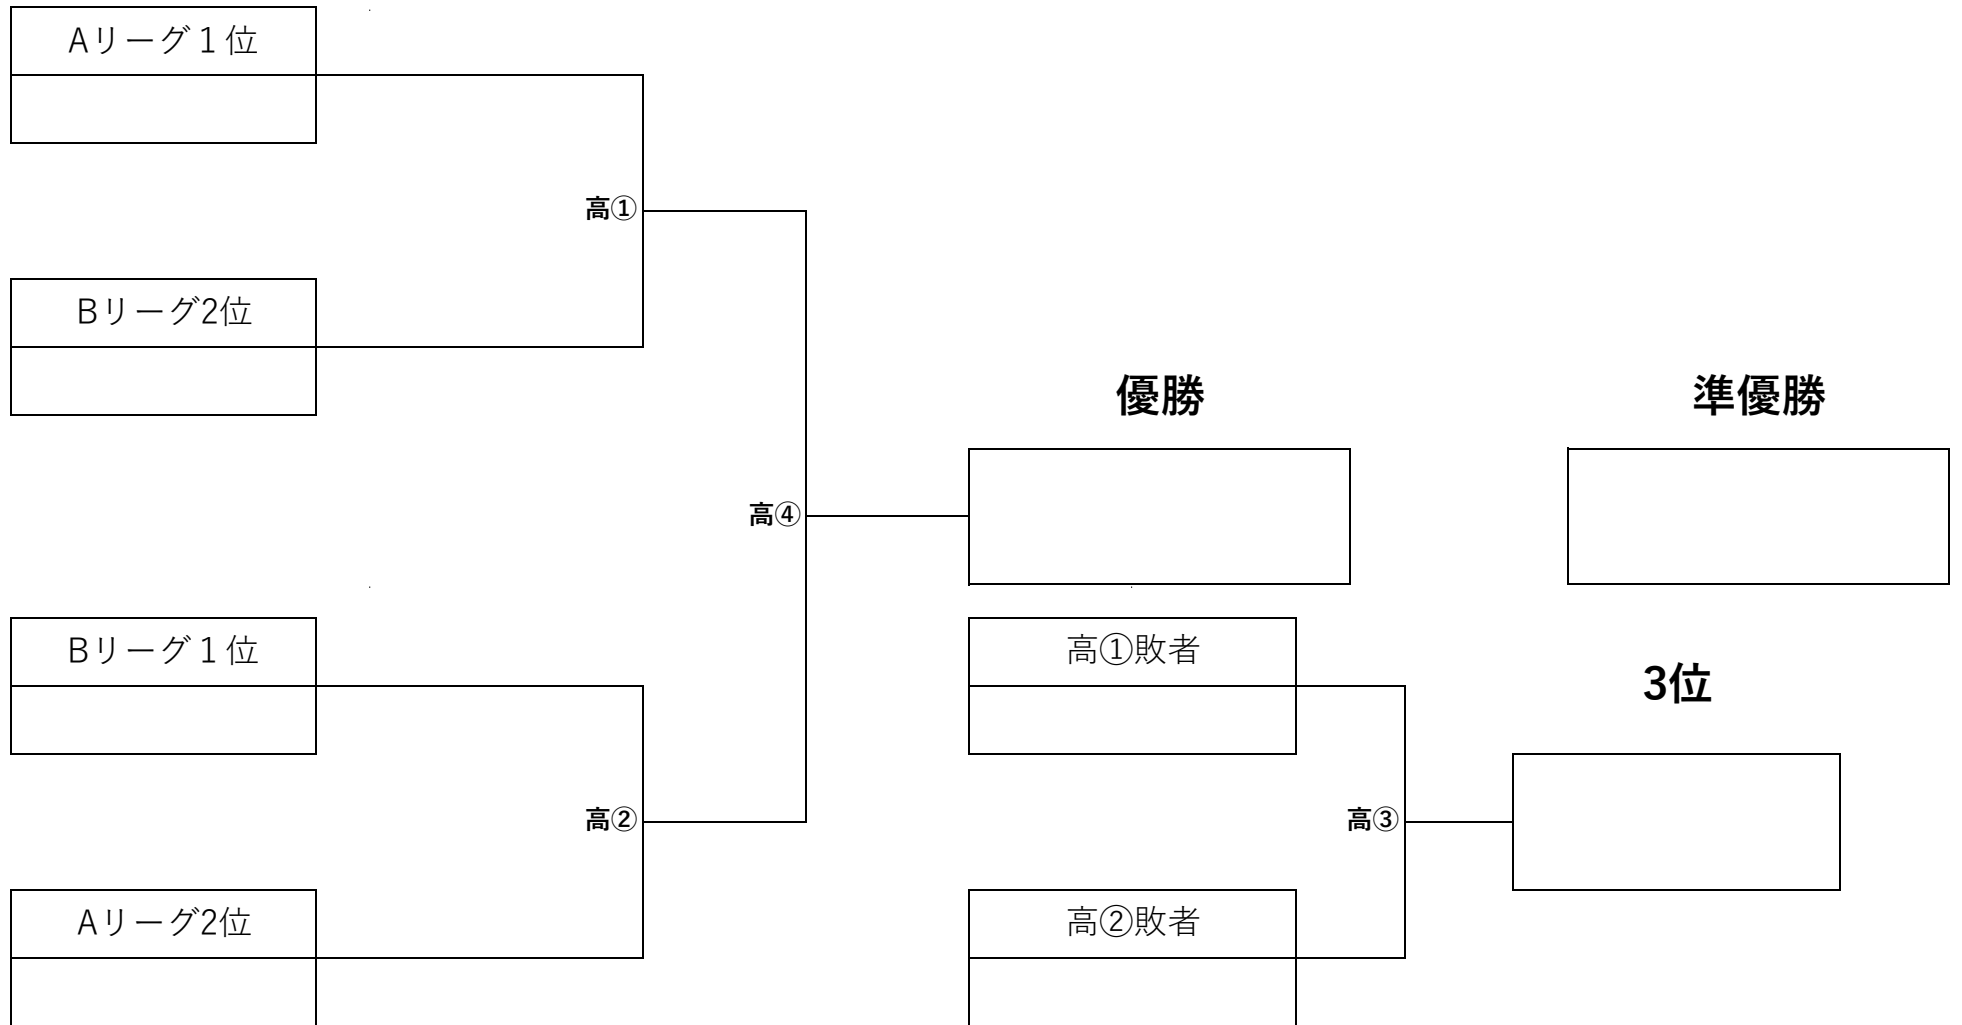 Aリーグ１位
高①
Bリーグ2位
優勝
準優勝
高④
Bリーグ１位
高①敗者
3位
高②
高③
Aリーグ2位
高②敗者